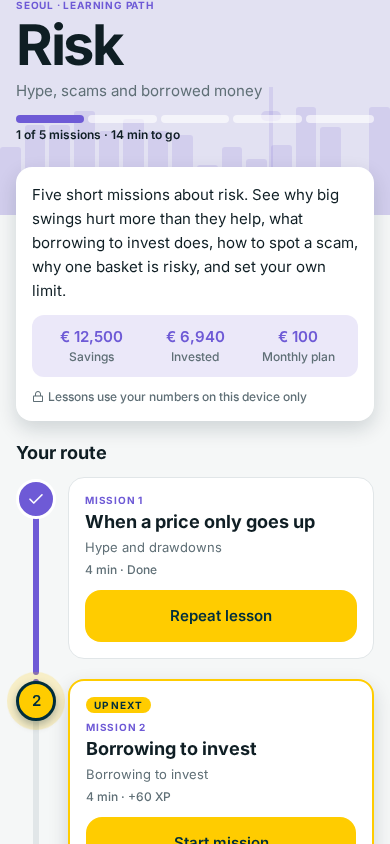 SEOUL · LEARNING PATH
Risk
Hype, scams and borrowed money
1 of 5 missions · 14 min to go
Five short missions about risk. See why big
swings hurt more than they help, what
borrowing to invest does, how to spot a scam,
why one basket is risky, and set your own
limit.
€ 12,500 € 6,940 € 100
Savings Invested Monthly plan
Lessons use your numbers on this device only
Your route
MISSION 1
When a price only goes up
Hype and drawdowns
4 min · Done
Repeat lesson
UP NEXT
2
MISSION 2
Borrowing to invest
Borrowing to invest
4 min · +60 XP
Start mission